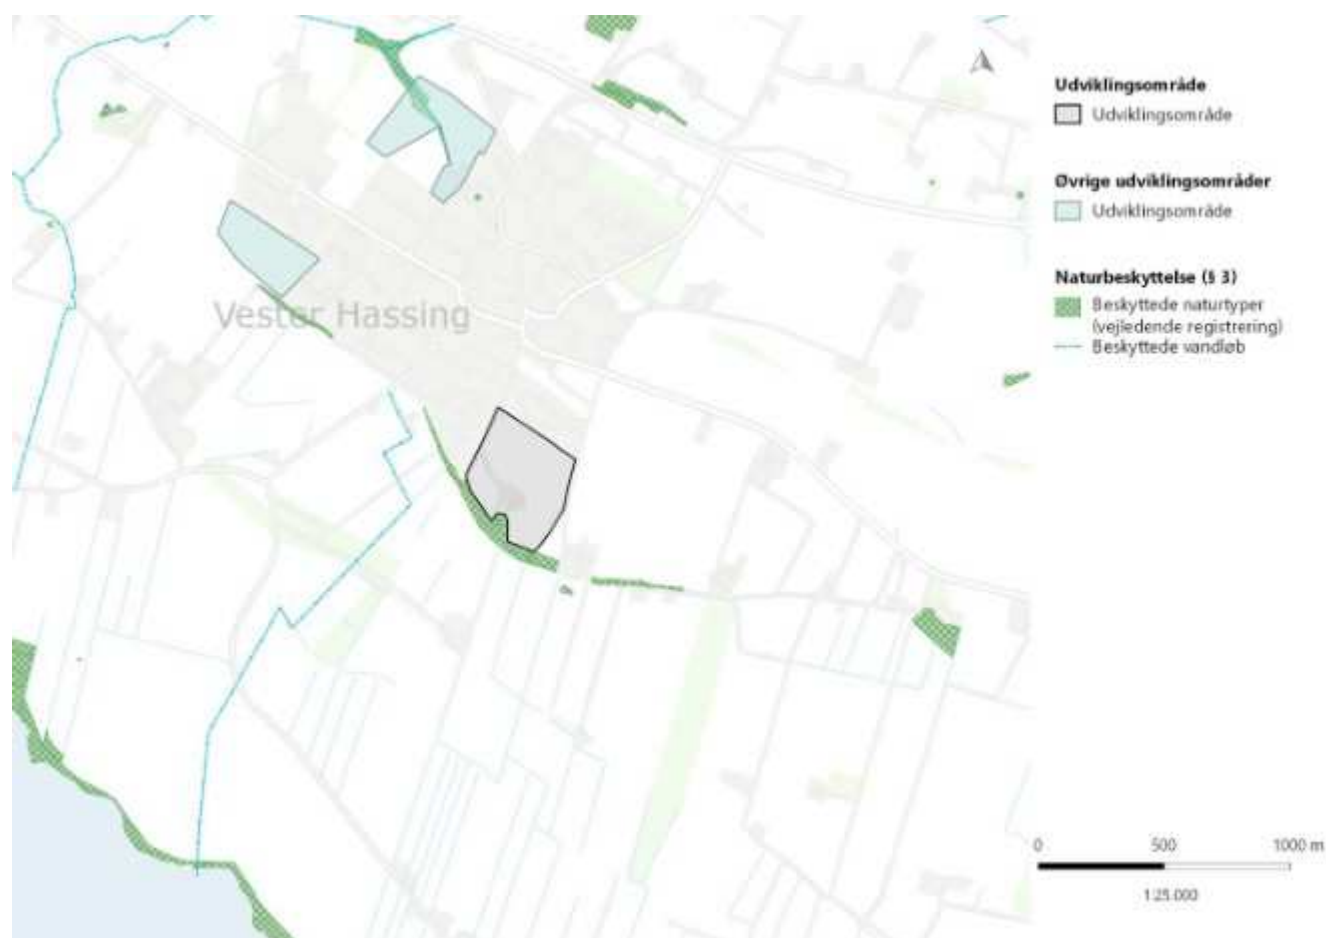 Udviklingsområde
Udviklingsområde
Øvrige udviklingsområder
Udviklingsområde
Naturbeskyttelse (§ 3)
Beskyttede naturtyper
(vejledende registrering)
Beskyttede vandløb
Vester Hassing
0 500 1000 m
1:25.000